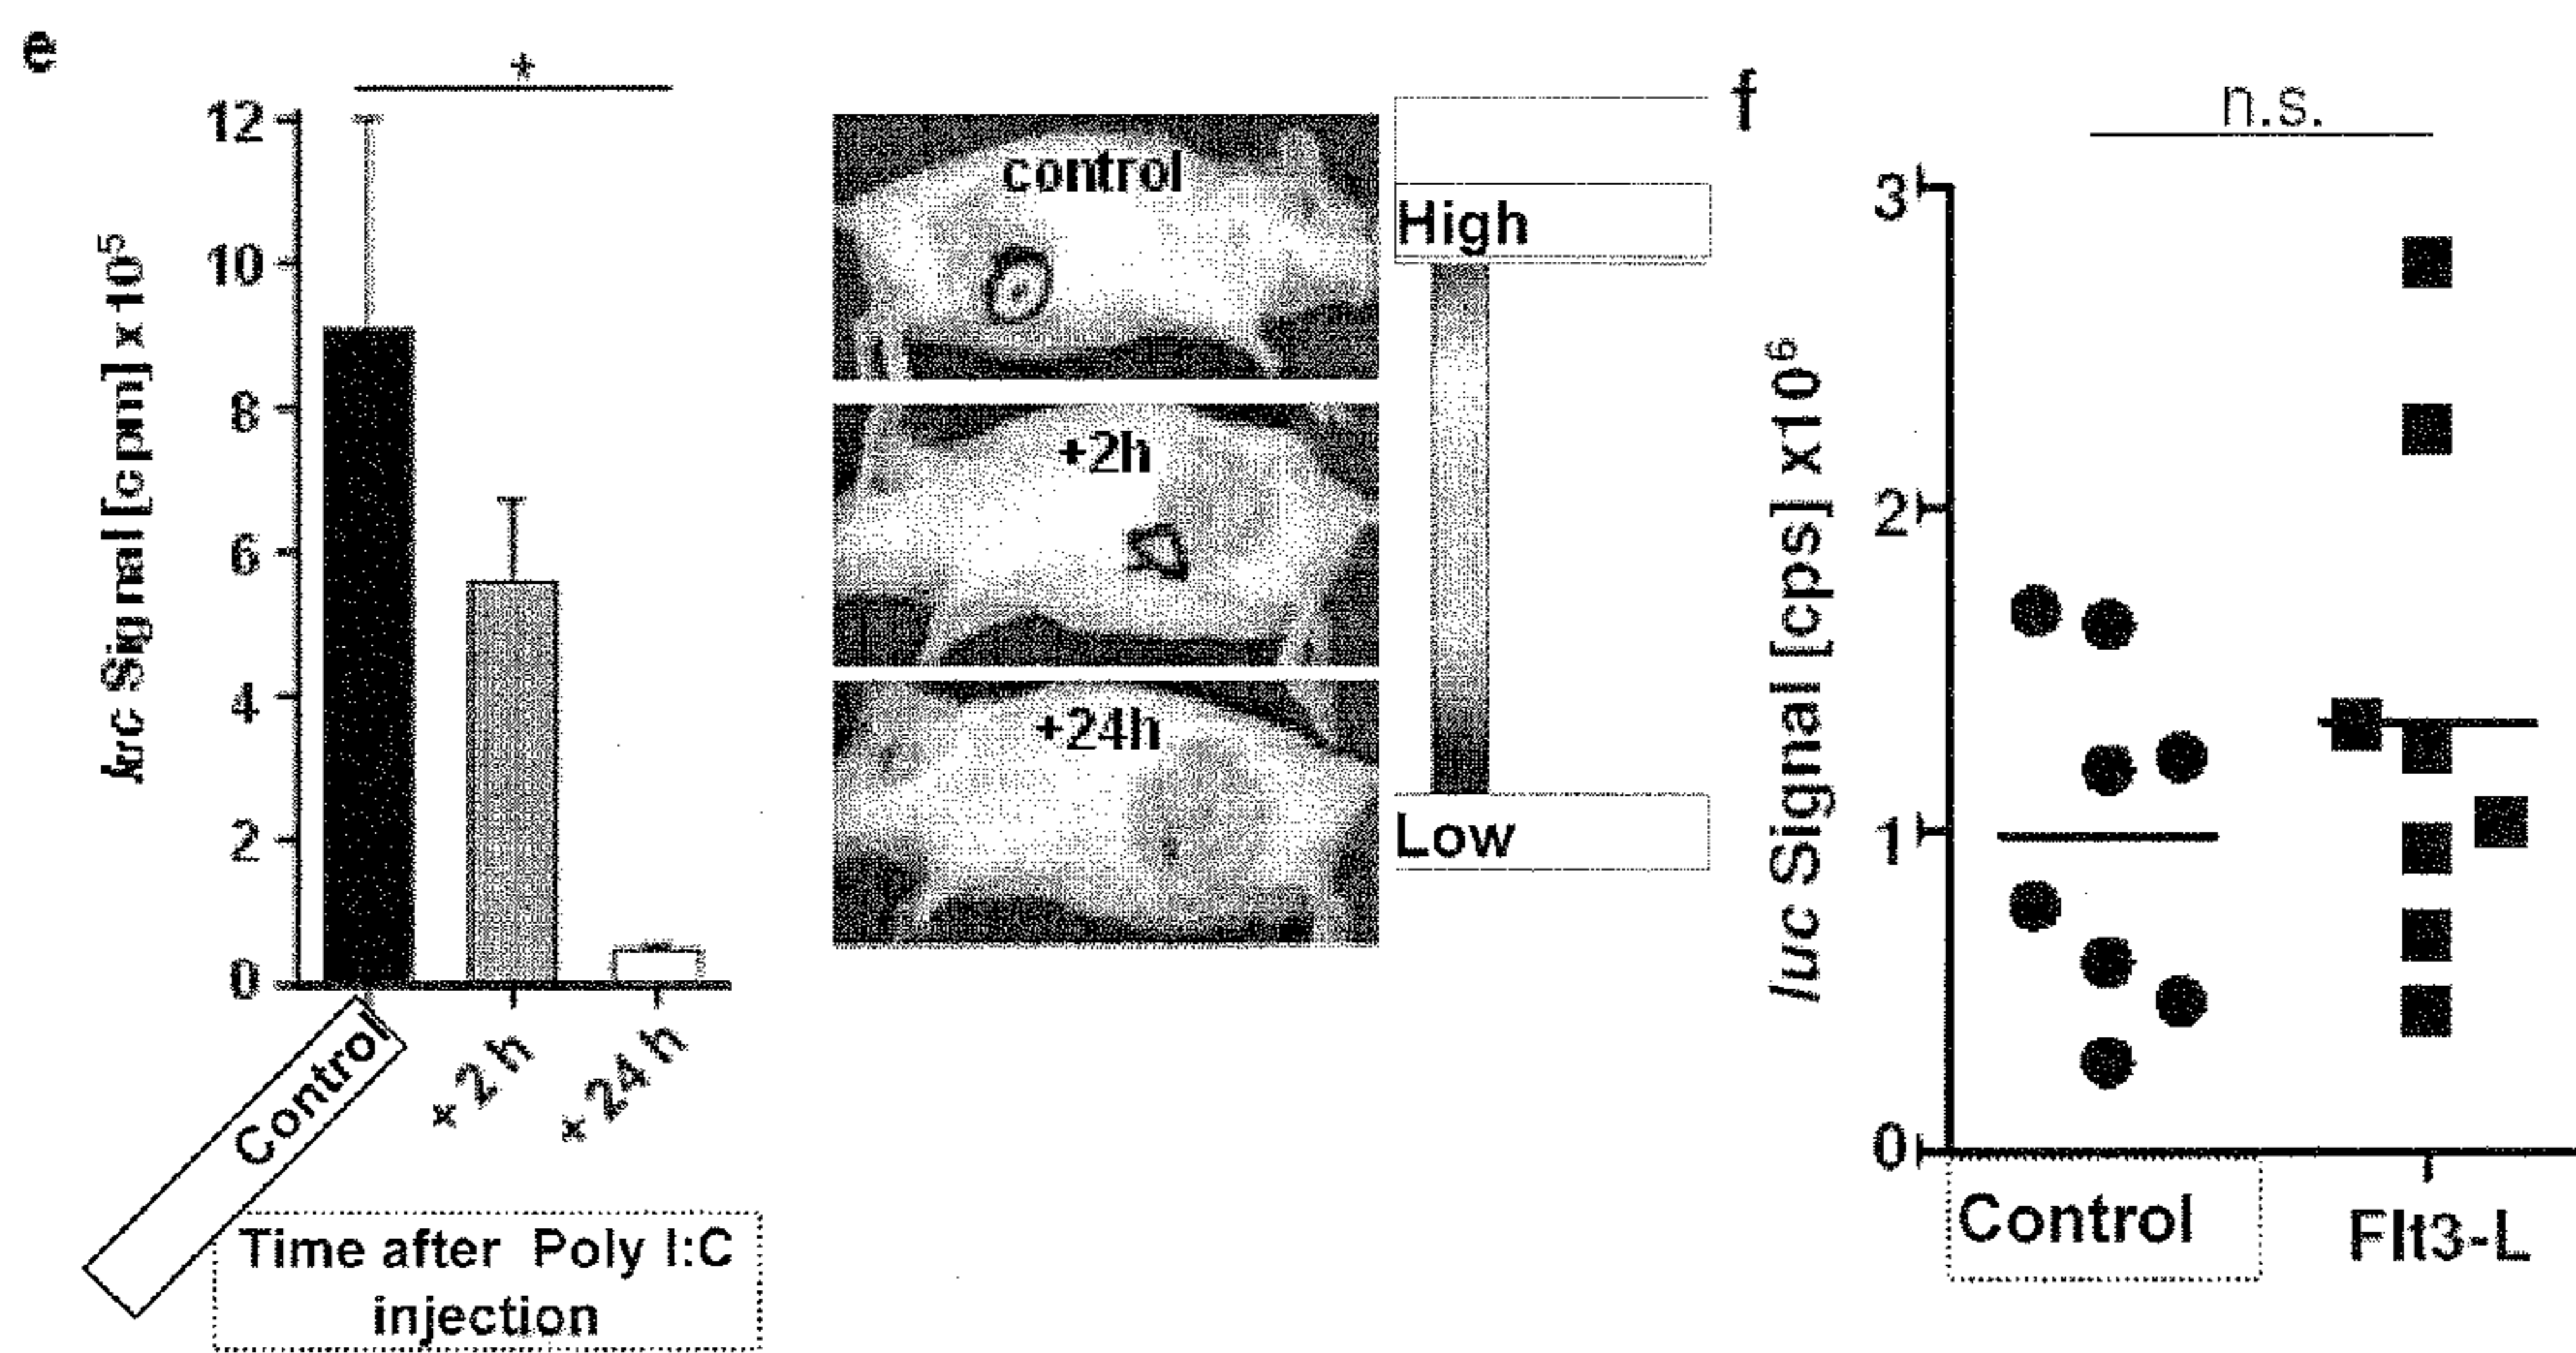 e
+
12
10
8
6
4
2
0
luc Signal [cpm] x 10⁵
Control
+ 2 h
+ 24 h
Time after Poly I:C
injection
control
+2h
+24h
High
Low
f
n.s.
3
2
1
0
luc Signal [cps] x10⁶
Control
Flt3-L